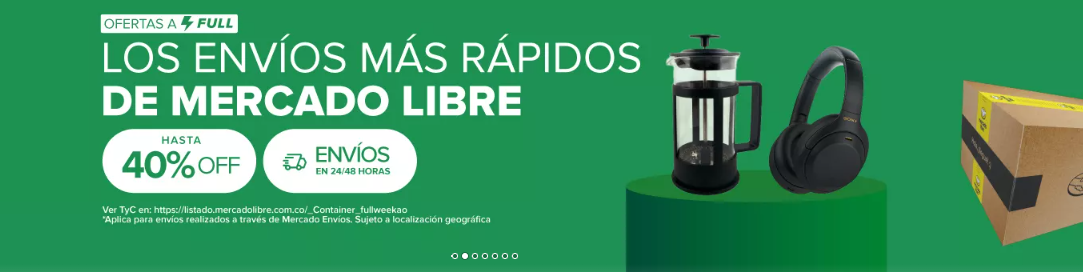 OFERTAS A FULL
LOS ENVÍOS MÁS RÁPIDOS
DE MERCADO LIBRE
HASTA
40% OFF
ENVÍOS
EN 24/48 HORAS
Ver TyC en: https://listado.mercadolibre.com.co/_Container_fullweekao
*Aplica para envíos realizados a través de Mercado Envíos. Sujeto a localización geográfica
SONY